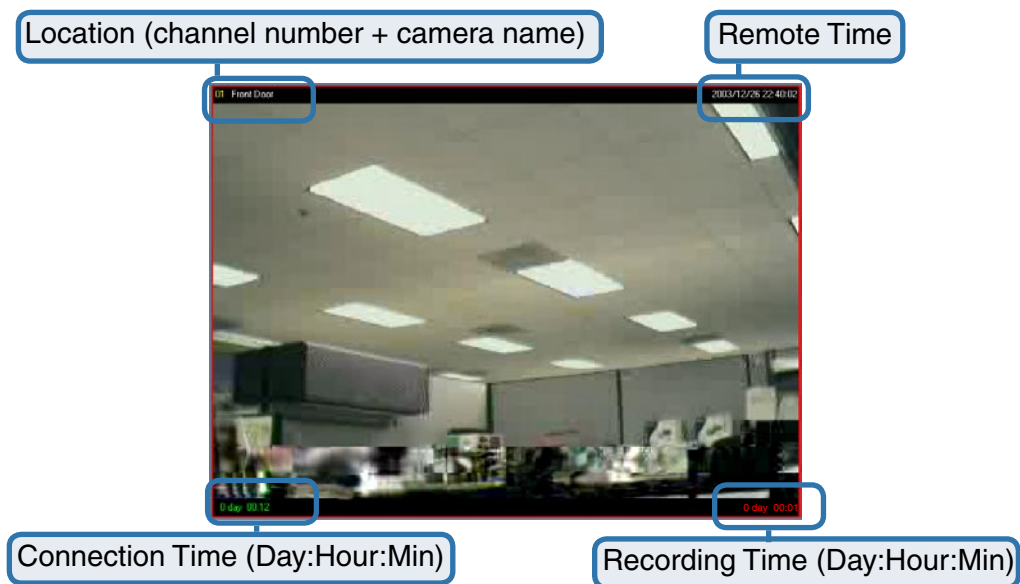 Location (channel number + camera name)
Remote Time
01 Front Door
2003/12/26 22:40:02
0 day 00:12
0 day 00:01
Connection Time (Day:Hour:Min)
Recording Time (Day:Hour:Min)